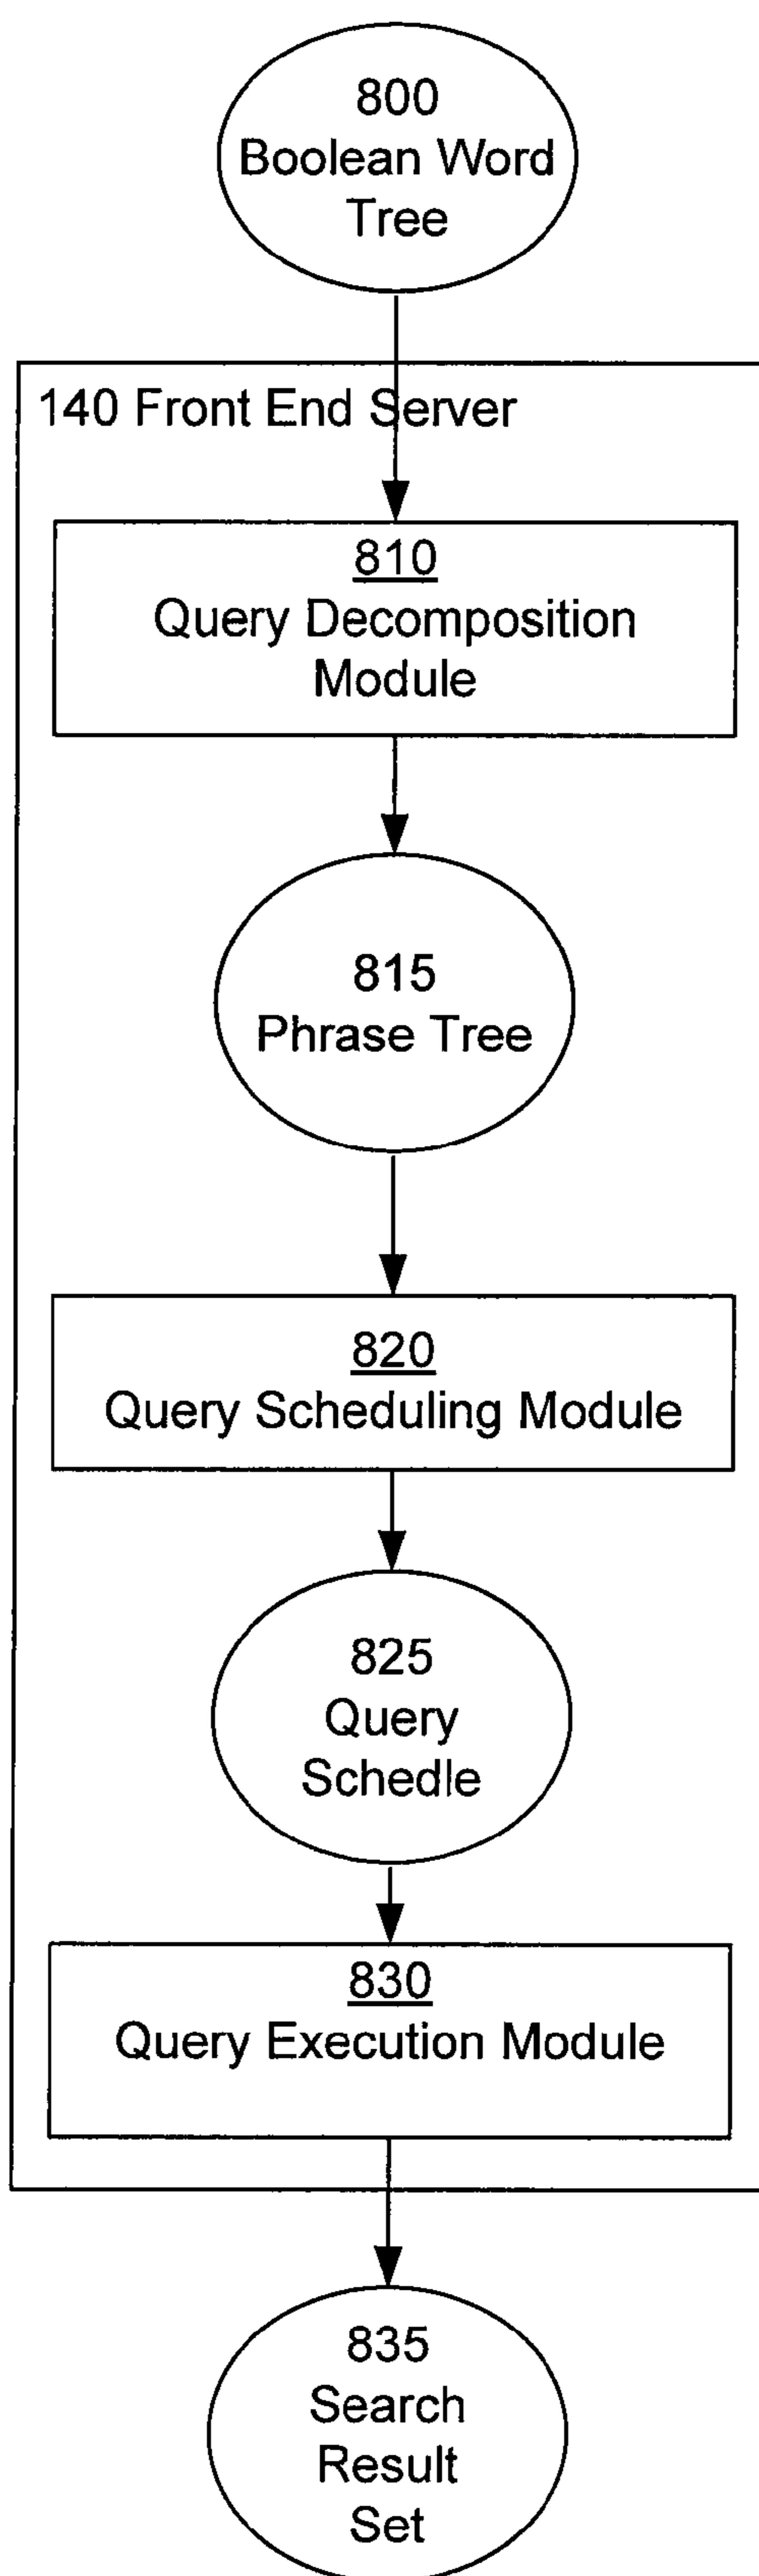 800
Boolean Word
Tree
140 Front End Server
810
Query Decomposition
Module
815
Phrase Tree
820
Query Scheduling Module
825
Query
Schedle
830
Query Execution Module
835
Search
Result
Set